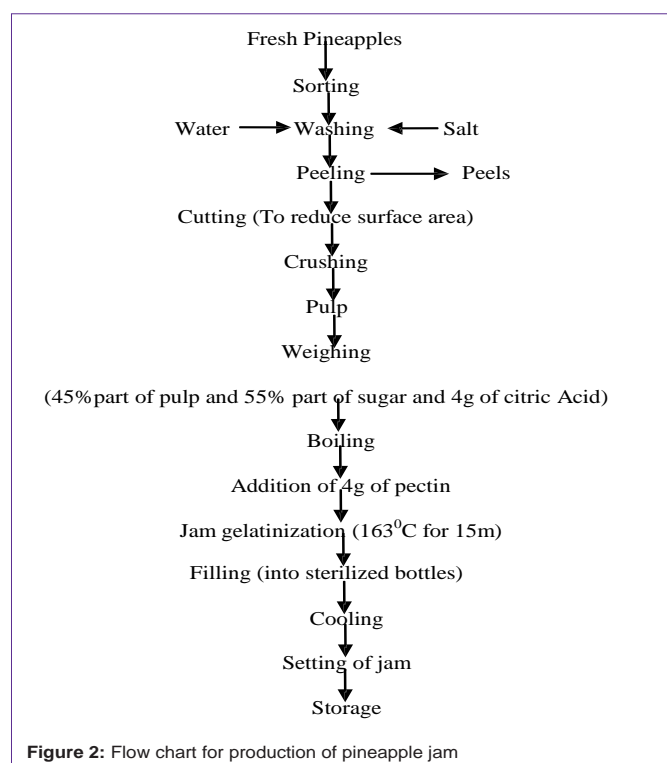 Fresh Pineapples
Sorting
Water Washing Salt
Peeling Peels
Cutting (To reduce surface area)
Crushing
Pulp
Weighing
(45%part of pulp and 55% part of sugar and 4g of citric Acid)
Boiling
Addition of 4g of pectin
Jam gelatinization (163⁰C for 15m)
Filling (into sterilized bottles)
Cooling
Setting of jam
Storage
Figure 2: Flow chart for production of pineapple jam